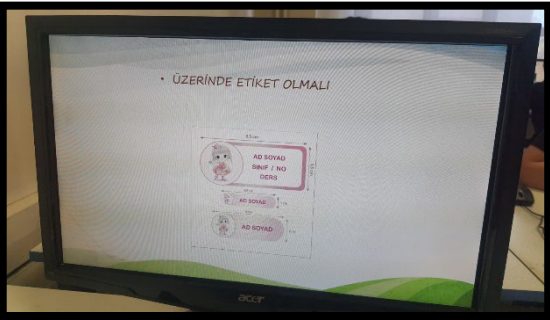 • ÜZERİNDE ETİKET OLMALI
AD SOYAD
SINIF / NO
DERS
AD SOYAD
AD SOYAD
acer